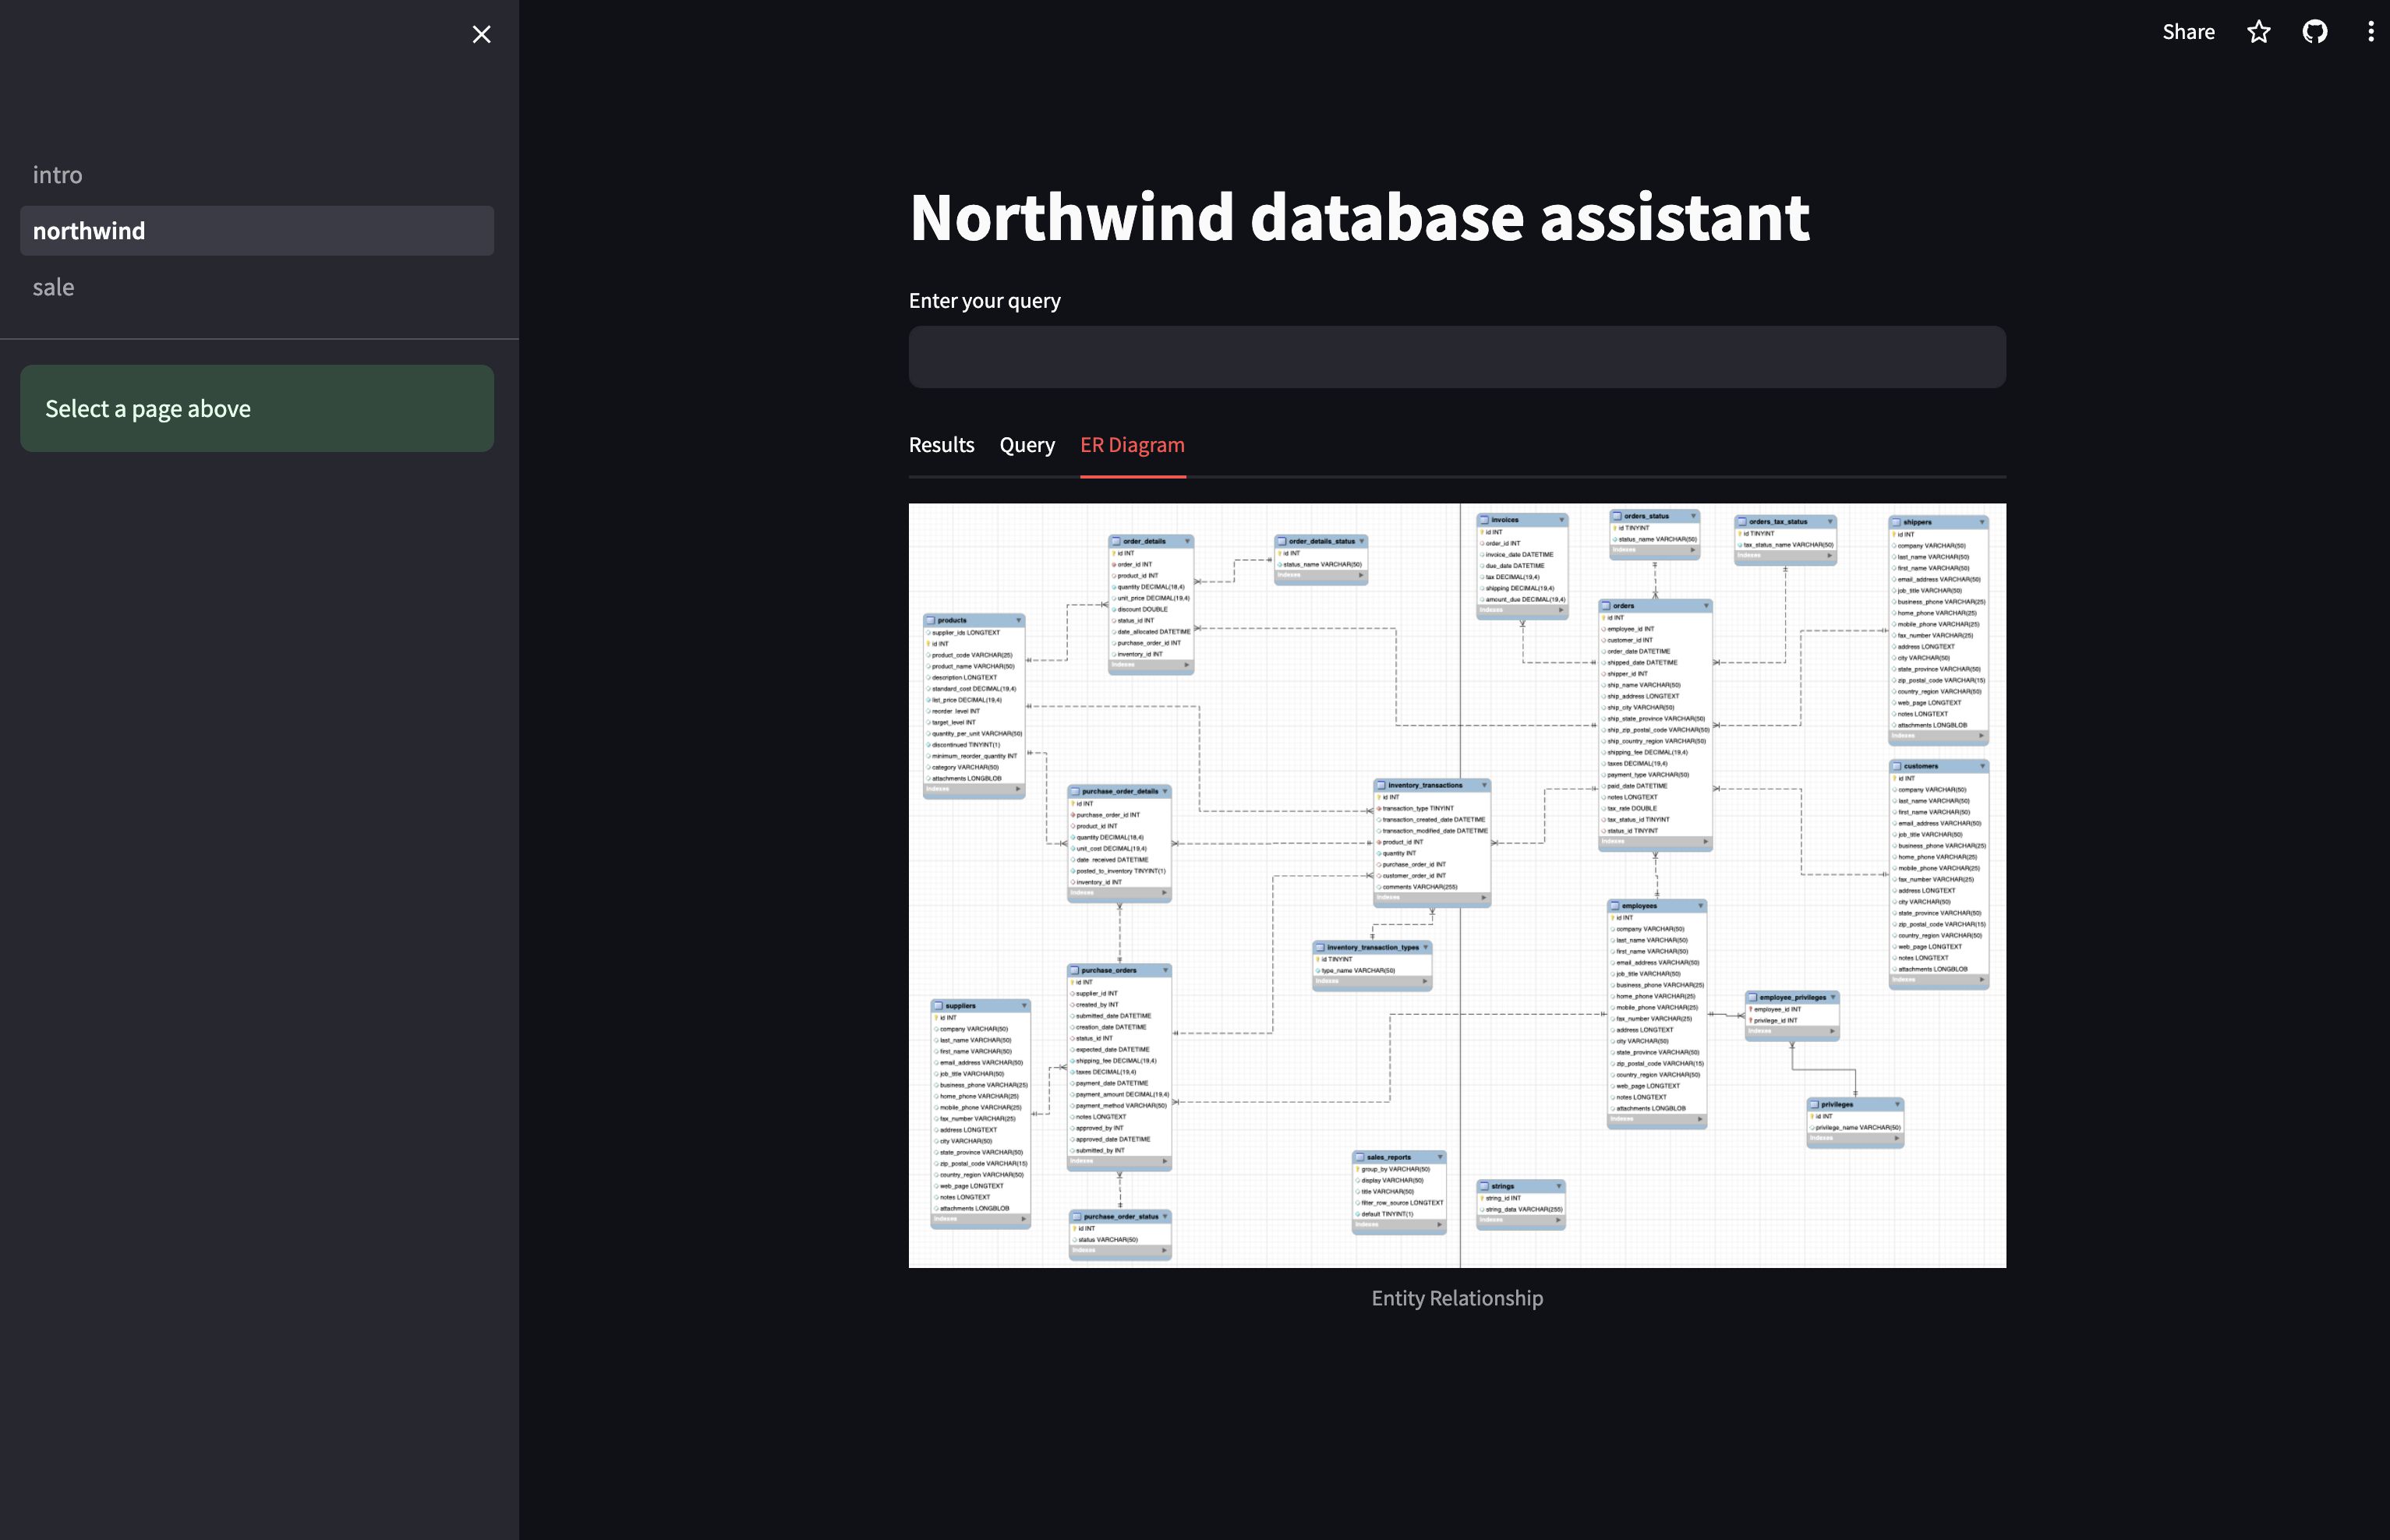 Share
intro
northwind
sale
Select a page above
Northwind database assistant
Enter your query
Results Query ER Diagram
order_details
id INT
order_id INT
product_id INT
quantity DECIMAL(18,4)
unit_price DECIMAL(19,4)
discount DOUBLE
status_id INT
date_allocated DATETIME
purchase_order_id INT
inventory_id INT
Indexes
order_details_status
id INT
status_name VARCHAR(50)
Indexes
invoices
id INT
order_id INT
invoice_date DATETIME
due_date DATETIME
tax DECIMAL(19,4)
shipping DECIMAL(19,4)
amount_due DECIMAL(19,4)
Indexes
orders_status
id TINYINT
status_name VARCHAR(50)
Indexes
orders_tax_status
id TINYINT
tax_status_name VARCHAR(50)
Indexes
shippers
id INT
company VARCHAR(50)
last_name VARCHAR(50)
first_name VARCHAR(50)
email_address VARCHAR(50)
job_title VARCHAR(50)
business_phone VARCHAR(25)
home_phone VARCHAR(25)
mobile_phone VARCHAR(25)
fax_number VARCHAR(25)
address LONGTEXT
city VARCHAR(50)
state_province VARCHAR(50)
zip_postal_code VARCHAR(15)
country_region VARCHAR(50)
web_page LONGTEXT
notes LONGTEXT
attachments LONGBLOB
Indexes
products
supplier_ids LONGTEXT
id INT
product_code VARCHAR(25)
product_name VARCHAR(50)
description LONGTEXT
standard_cost DECIMAL(19,4)
list_price DECIMAL(19,4)
reorder_level INT
target_level INT
quantity_per_unit VARCHAR(50)
discontinued TINYINT(1)
minimum_reorder_quantity INT
category VARCHAR(50)
attachments LONGBLOB
Indexes
orders
id INT
employee_id INT
customer_id INT
order_date DATETIME
shipped_date DATETIME
shipper_id INT
ship_name VARCHAR(50)
ship_address LONGTEXT
ship_city VARCHAR(50)
ship_state_province VARCHAR(50)
ship_zip_postal_code VARCHAR(50)
ship_country_region VARCHAR(50)
shipping_fee DECIMAL(19,4)
taxes DECIMAL(19,4)
payment_type VARCHAR(50)
paid_date DATETIME
notes LONGTEXT
tax_rate DOUBLE
tax_status_id TINYINT
status_id TINYINT
Indexes
purchase_order_details
id INT
purchase_order_id INT
product_id INT
quantity DECIMAL(18,4)
unit_cost DECIMAL(19,4)
date_received DATETIME
posted_to_inventory TINYINT(1)
inventory_id INT
Indexes
inventory_transactions
id INT
transaction_type TINYINT
transaction_created_date DATETIME
transaction_modified_date DATETIME
product_id INT
quantity INT
purchase_order_id INT
customer_order_id INT
comments VARCHAR(255)
Indexes
customers
id INT
company VARCHAR(50)
last_name VARCHAR(50)
first_name VARCHAR(50)
email_address VARCHAR(50)
job_title VARCHAR(50)
business_phone VARCHAR(25)
home_phone VARCHAR(25)
mobile_phone VARCHAR(25)
fax_number VARCHAR(25)
address LONGTEXT
city VARCHAR(50)
state_province VARCHAR(50)
zip_postal_code VARCHAR(15)
country_region VARCHAR(50)
web_page LONGTEXT
notes LONGTEXT
attachments LONGBLOB
Indexes
inventory_transaction_types
id TINYINT
type_name VARCHAR(50)
Indexes
employees
id INT
company VARCHAR(50)
last_name VARCHAR(50)
first_name VARCHAR(50)
email_address VARCHAR(50)
job_title VARCHAR(50)
business_phone VARCHAR(25)
home_phone VARCHAR(25)
mobile_phone VARCHAR(25)
fax_number VARCHAR(25)
address LONGTEXT
city VARCHAR(50)
state_province VARCHAR(50)
zip_postal_code VARCHAR(15)
country_region VARCHAR(50)
web_page LONGTEXT
notes LONGTEXT
attachments LONGBLOB
Indexes
employee_privileges
employee_id INT
privilege_id INT
Indexes
privileges
id INT
privilege_name VARCHAR(50)
Indexes
suppliers
id INT
company VARCHAR(50)
last_name VARCHAR(50)
first_name VARCHAR(50)
email_address VARCHAR(50)
job_title VARCHAR(50)
business_phone VARCHAR(25)
home_phone VARCHAR(25)
mobile_phone VARCHAR(25)
fax_number VARCHAR(25)
address LONGTEXT
city VARCHAR(50)
state_province VARCHAR(50)
zip_postal_code VARCHAR(15)
country_region VARCHAR(50)
web_page LONGTEXT
notes LONGTEXT
attachments LONGBLOB
Indexes
purchase_orders
id INT
supplier_id INT
created_by INT
submitted_date DATETIME
creation_date DATETIME
status_id INT
expected_date DATETIME
shipping_fee DECIMAL(19,4)
taxes DECIMAL(19,4)
payment_date DATETIME
payment_amount DECIMAL(19,4)
payment_method VARCHAR(50)
notes LONGTEXT
approved_by INT
approved_date DATETIME
submitted_by INT
Indexes
purchase_order_status
id INT
status VARCHAR(50)
Indexes
sales_reports
group_by VARCHAR(50)
display VARCHAR(50)
title VARCHAR(50)
filter_row_source LONGTEXT
default TINYINT(1)
Indexes
strings
string_id INT
string_data VARCHAR(255)
Indexes
Entity Relationship